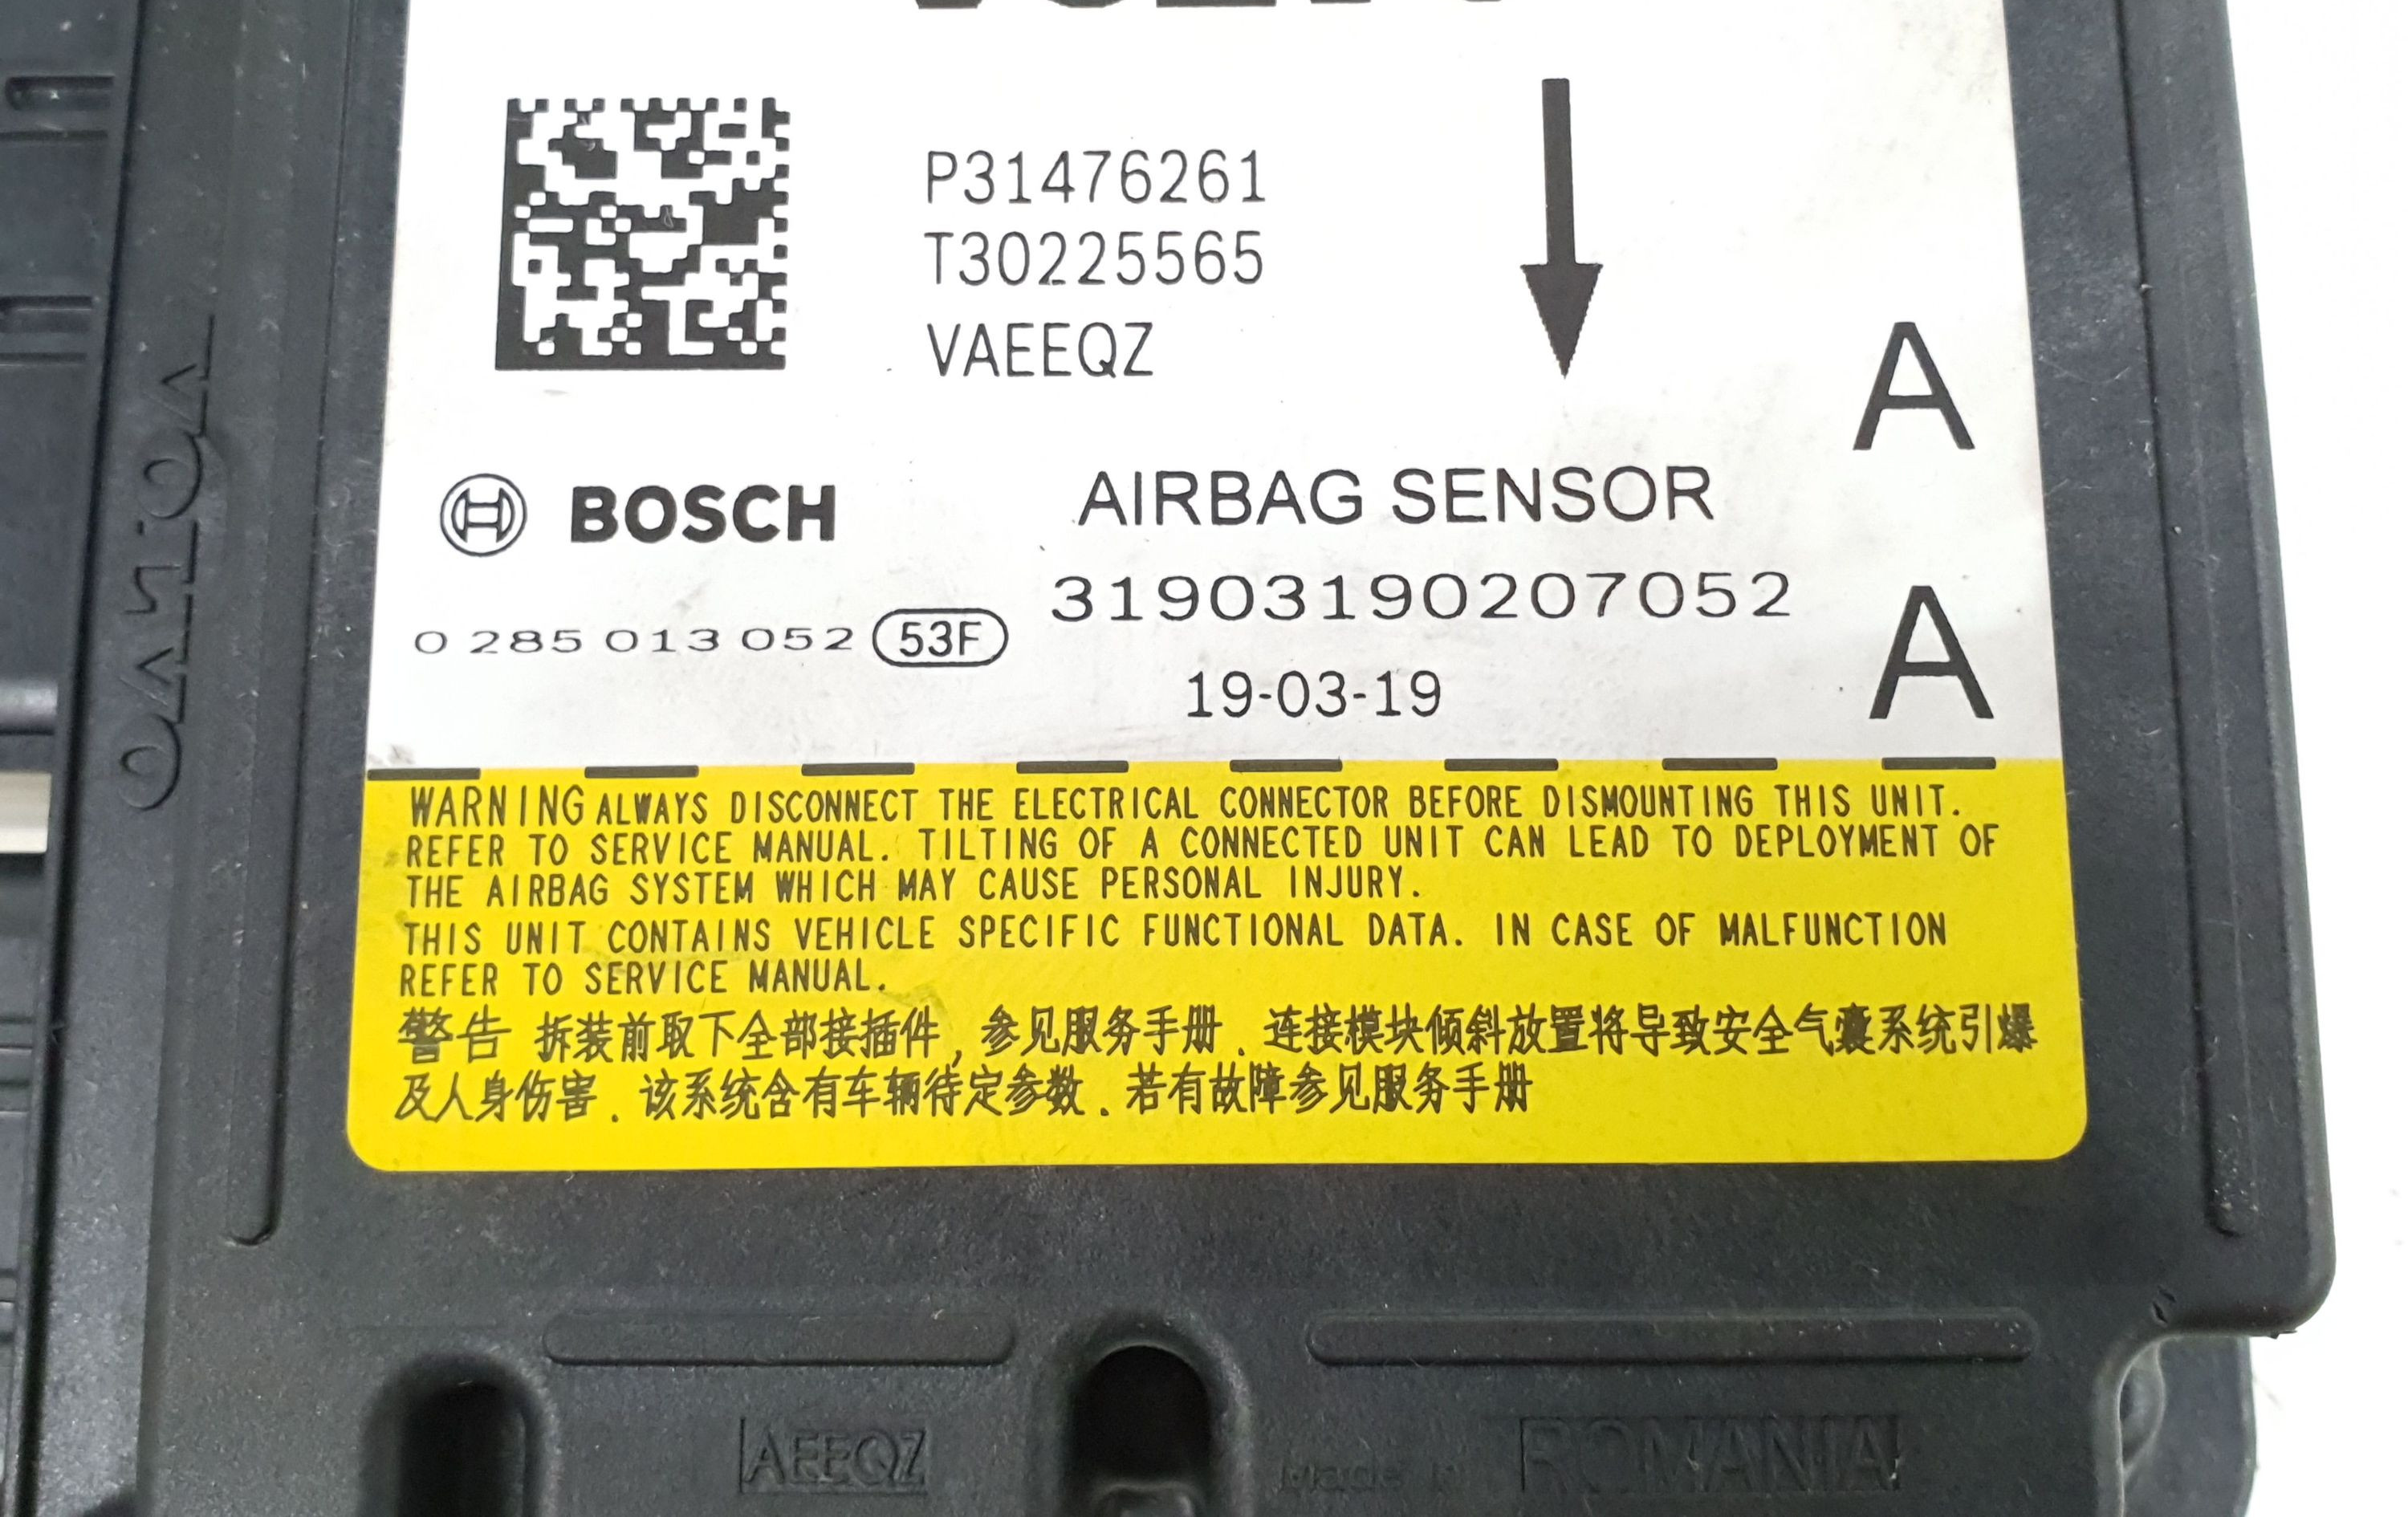 P31476261
T30225565
VAEEQZ
A
BOSCH
AIRBAG SENSOR
31903190207052
0 285 013 052 53F
A
19-03-19
WARNING ALWAYS DISCONNECT THE ELECTRICAL CONNECTOR BEFORE DISMOUNTING THIS UNIT.
REFER TO SERVICE MANUAL. TILTING OF A CONNECTED UNIT CAN LEAD TO DEPLOYMENT OF
THE AIRBAG SYSTEM WHICH MAY CAUSE PERSONAL INJURY.
THIS UNIT CONTAINS VEHICLE SPECIFIC FUNCTIONAL DATA. IN CASE OF MALFUNCTION
REFER TO SERVICE MANUAL.
警告 拆装前取下全部接插件, 参见服务手册. 连接模块倾斜放置将导致安全气囊系统引爆
及人身伤害. 该系统含有车辆待定参数. 若有故障参见服务手册
AEEQZ
Made in ROMANIA